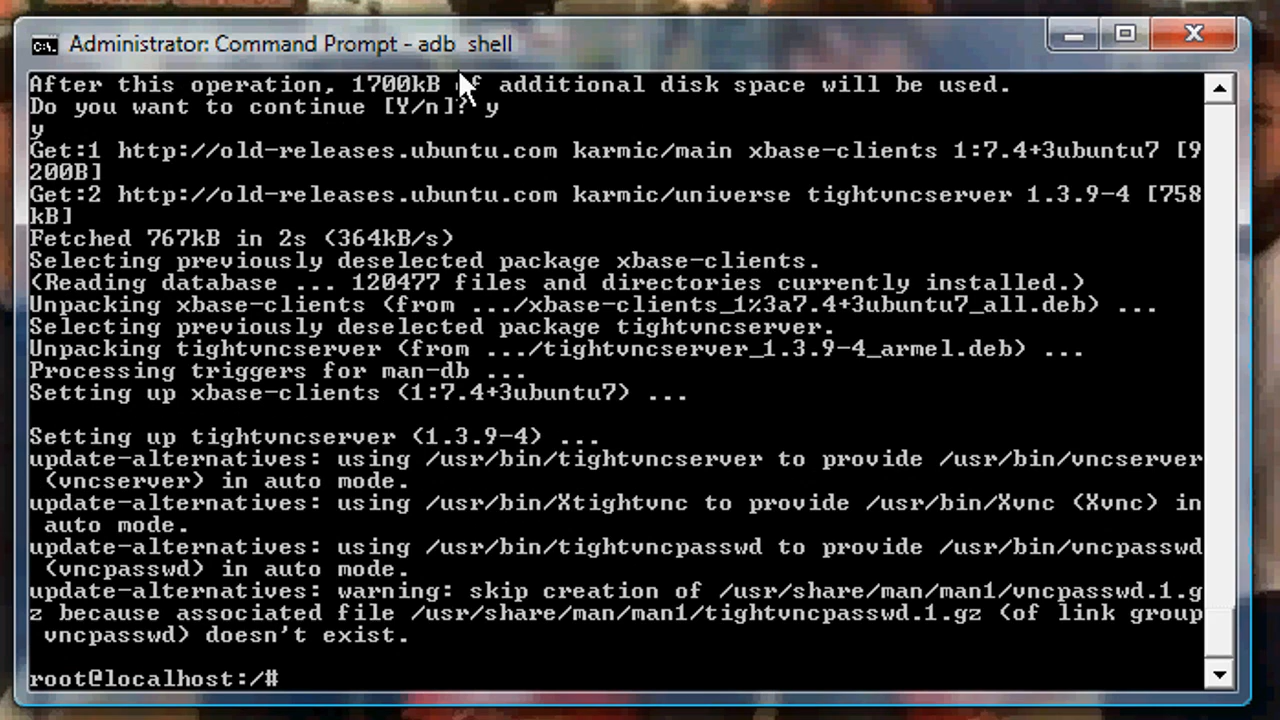 Administrator: Command Prompt - adb shell
After this operation, 1700kB of additional disk space will be used.
Do you want to continue [Y/n]? y
y
Get:1 http://old-releases.ubuntu.com karmic/main xbase-clients 1:7.4+3ubuntu7 [9
200B]
Get:2 http://old-releases.ubuntu.com karmic/universe tightvncserver 1.3.9-4 [758
kB]
Fetched 767kB in 2s (364kB/s)
Selecting previously deselected package xbase-clients.
(Reading database ... 120477 files and directories currently installed.)
Unpacking xbase-clients (from .../xbase-clients_1%3a7.4+3ubuntu7_all.deb) ...
Selecting previously deselected package tightvncserver.
Unpacking tightvncserver (from .../tightvncserver_1.3.9-4_armel.deb) ...
Processing triggers for man-db ...
Setting up xbase-clients (1:7.4+3ubuntu7) ...
Setting up tightvncserver (1.3.9-4) ...
update-alternatives: using /usr/bin/tightvncserver to provide /usr/bin/vncserver
(vncserver) in auto mode.
update-alternatives: using /usr/bin/Xtightvnc to provide /usr/bin/Xvnc (Xvnc) in
auto mode.
update-alternatives: using /usr/bin/tightvncpasswd to provide /usr/bin/vncpasswd
(vncpasswd) in auto mode.
update-alternatives: warning: skip creation of /usr/share/man/man1/vncpasswd.1.g
z because associated file /usr/share/man/man1/tightvncpasswd.1.gz (of link group
vncpasswd) doesn't exist.
root@localhost:/#